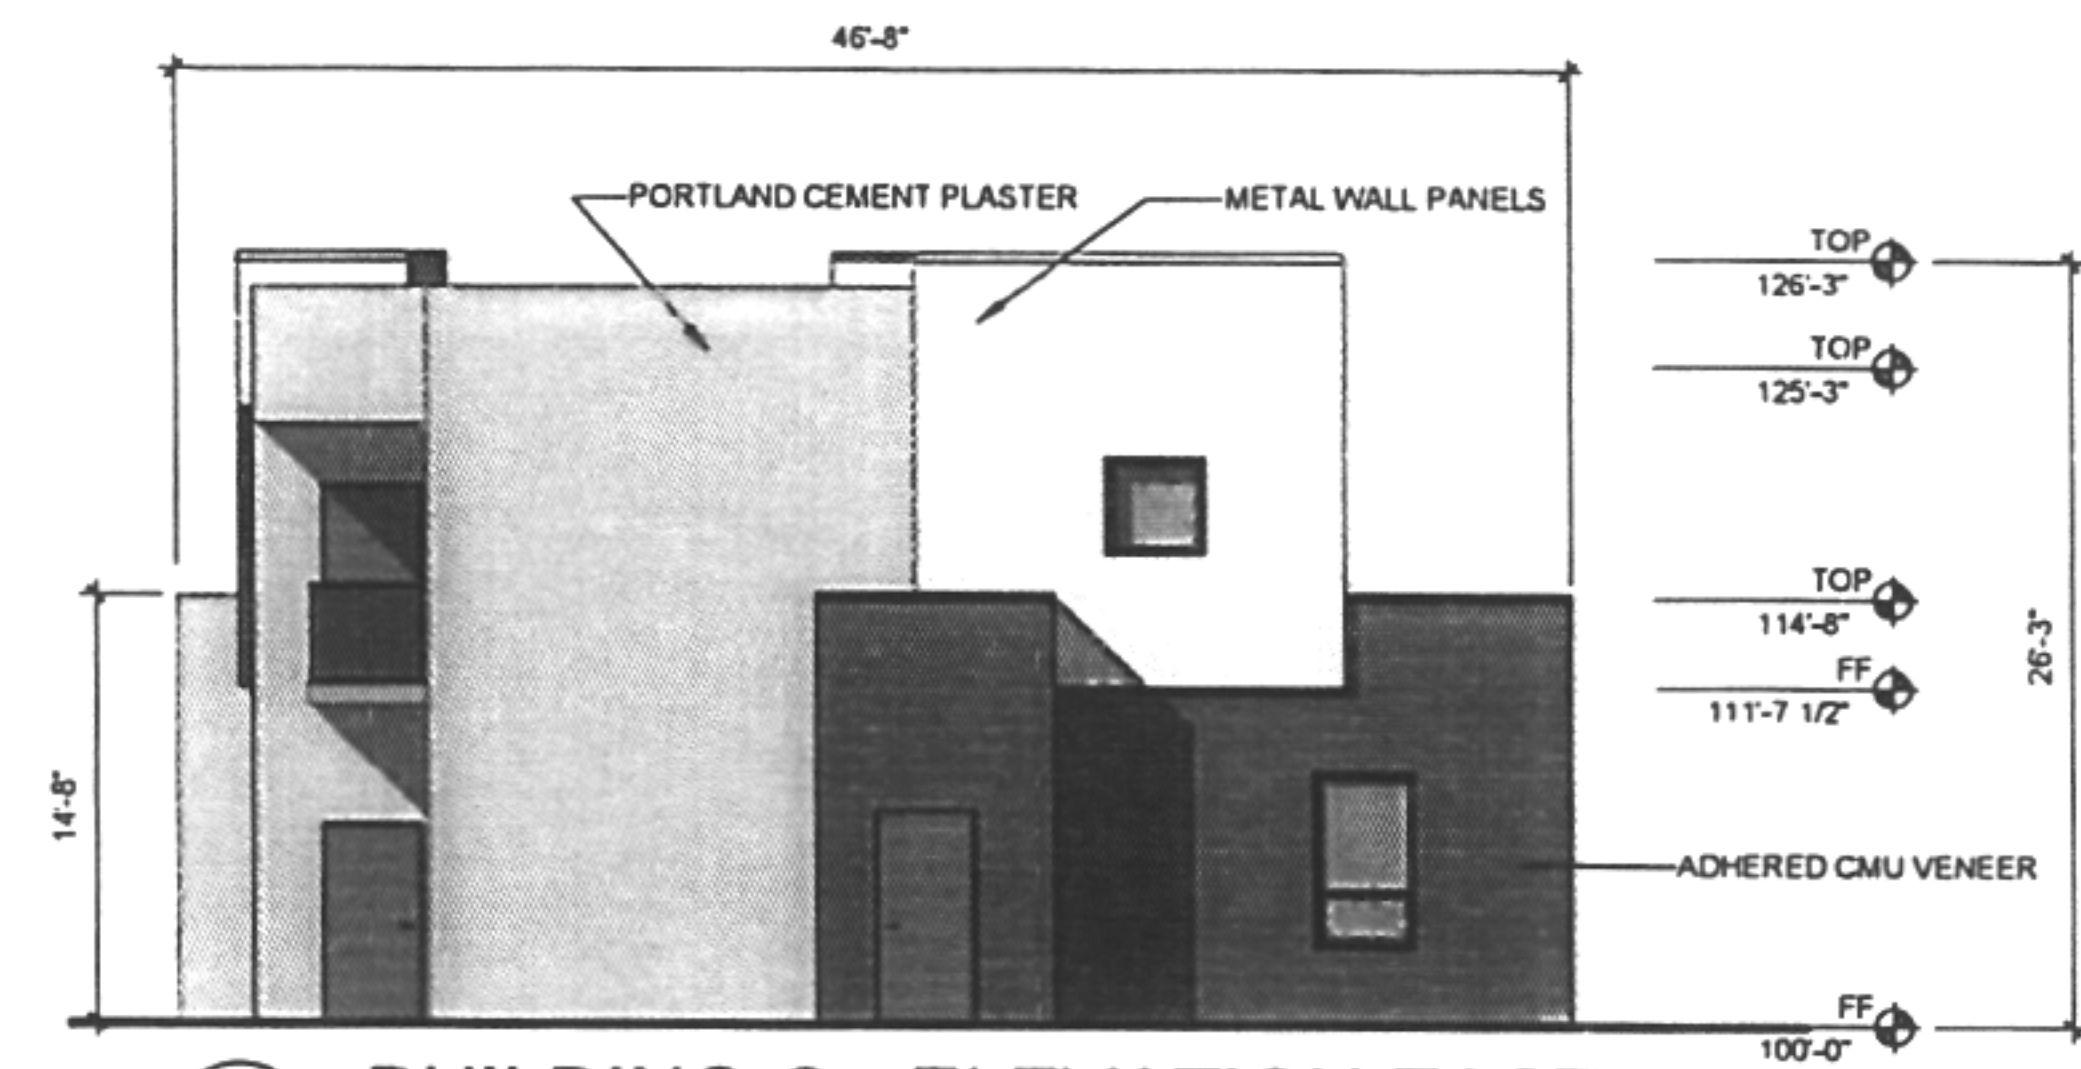 46'-8"
PORTLAND CEMENT PLASTER
METAL WALL PANELS
TOP
126'-3"
TOP
125'-3"
TOP
114'-8"
FF
111'-7 1/2"
26'-3"
14'-8"
ADHERED CMU VENEER
FF
100'-0"